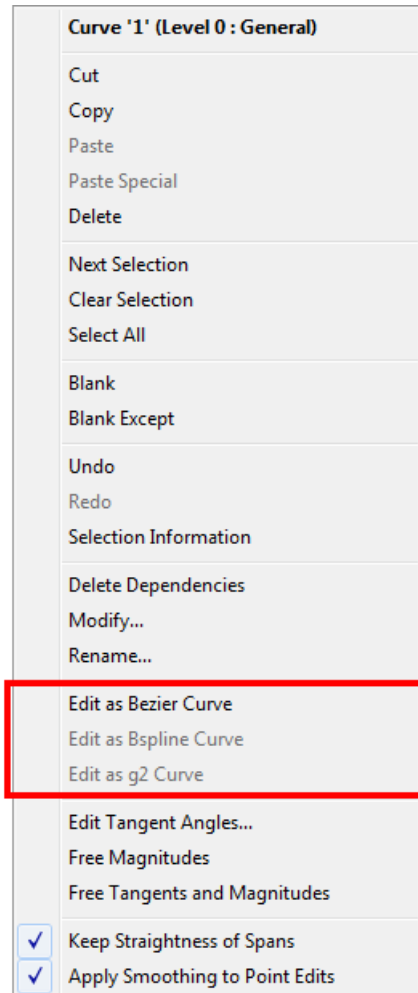 Curve '1' (Level 0 : General)
Cut
Copy
Paste
Paste Special
Delete
Next Selection
Clear Selection
Select All
Blank
Blank Except
Undo
Redo
Selection Information
Delete Dependencies
Modify...
Rename...
Edit as Bezier Curve
Edit as Bspline Curve
Edit as g2 Curve
Edit Tangent Angles...
Free Magnitudes
Free Tangents and Magnitudes
Keep Straightness of Spans
Apply Smoothing to Point Edits